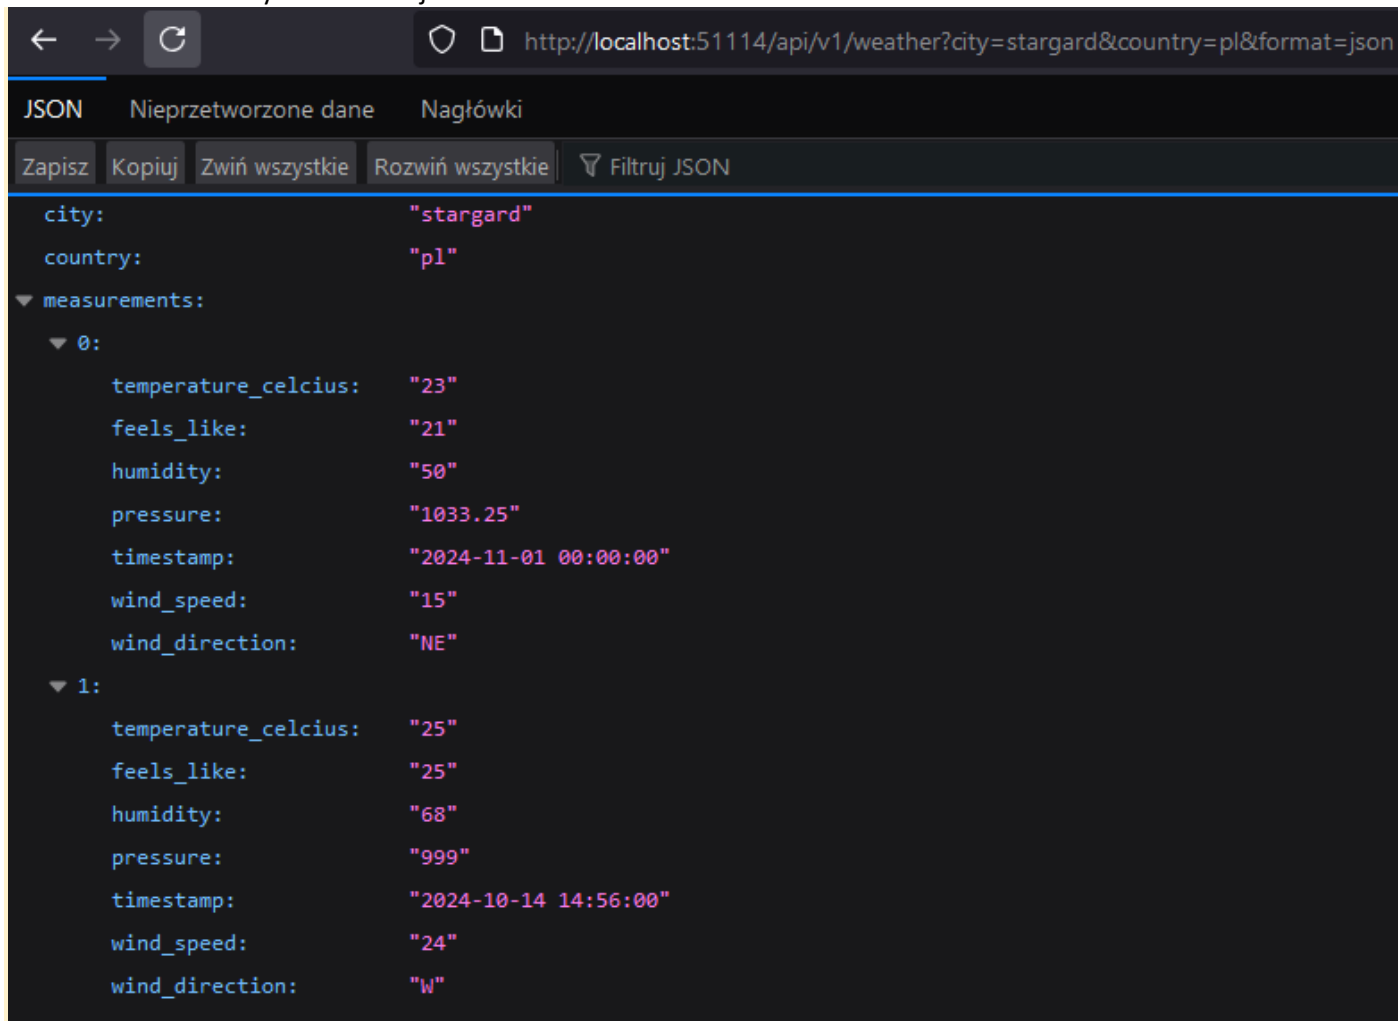 http://localhost:51114/api/v1/weather?city=stargard&country=pl&format=json
JSON Nieprzetworzone dane Nagłówki
Zapisz Kopiuj Zwiń wszystkie Rozwiń wszystkie Filtruj JSON
city: "stargard"
country: "pl"
measurements:
0:
temperature_celcius: "23"
feels_like: "21"
humidity: "50"
pressure: "1033.25"
timestamp: "2024-11-01 00:00:00"
wind_speed: "15"
wind_direction: "NE"
1:
temperature_celcius: "25"
feels_like: "25"
humidity: "68"
pressure: "999"
timestamp: "2024-10-14 14:56:00"
wind_speed: "24"
wind_direction: "W"